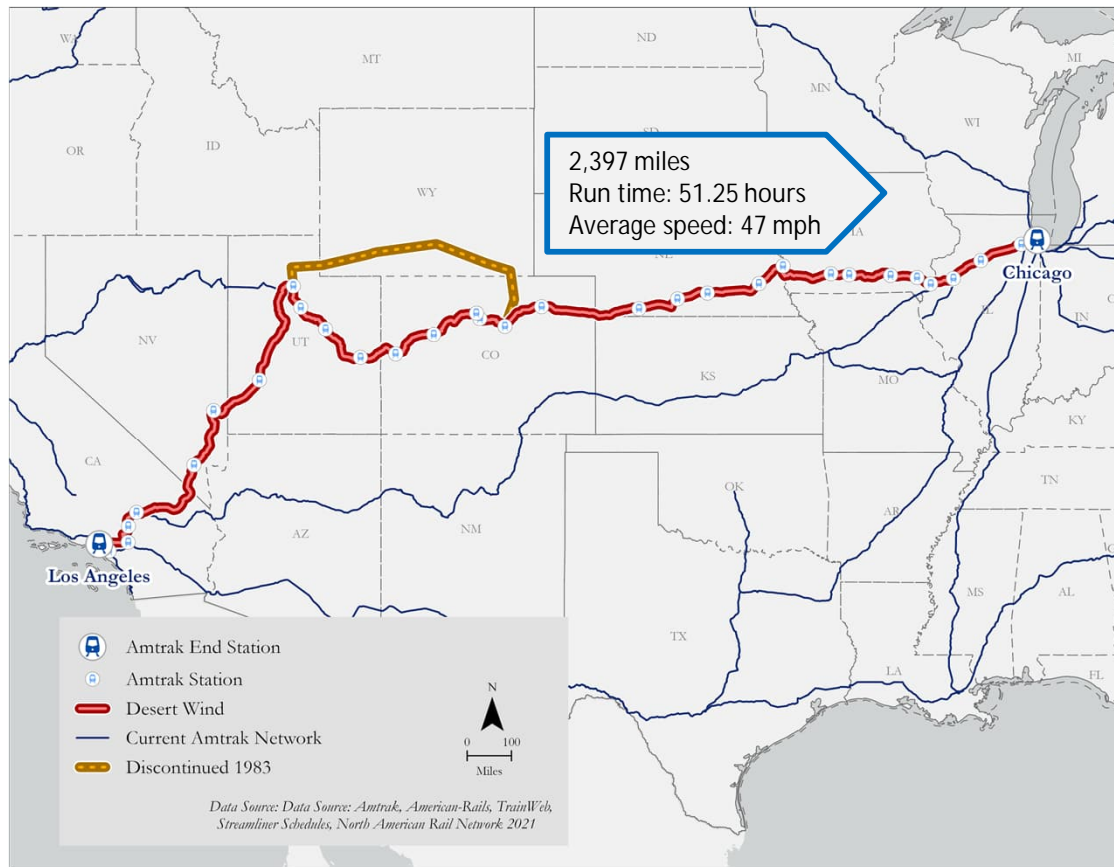 WA
MT
ND
MN
MI
OR
ID
SD
WI
WY
2,397 miles
Run time: 51.25 hours
Average speed: 47 mph
IA
NE
Chicago
NV
UT
CO
IL
IN
KS
MO
KY
CA
AZ
NM
OK
AR
TN
Los Angeles
MS
AL
TX
LA
FL
Amtrak End Station
Amtrak Station
Desert Wind
Current Amtrak Network
Discontinued 1983
N
0 100
Miles
Data Source: Data Source: Amtrak, American-Rails, TrainWeb,
Streamliner Schedules, North American Rail Network 2021